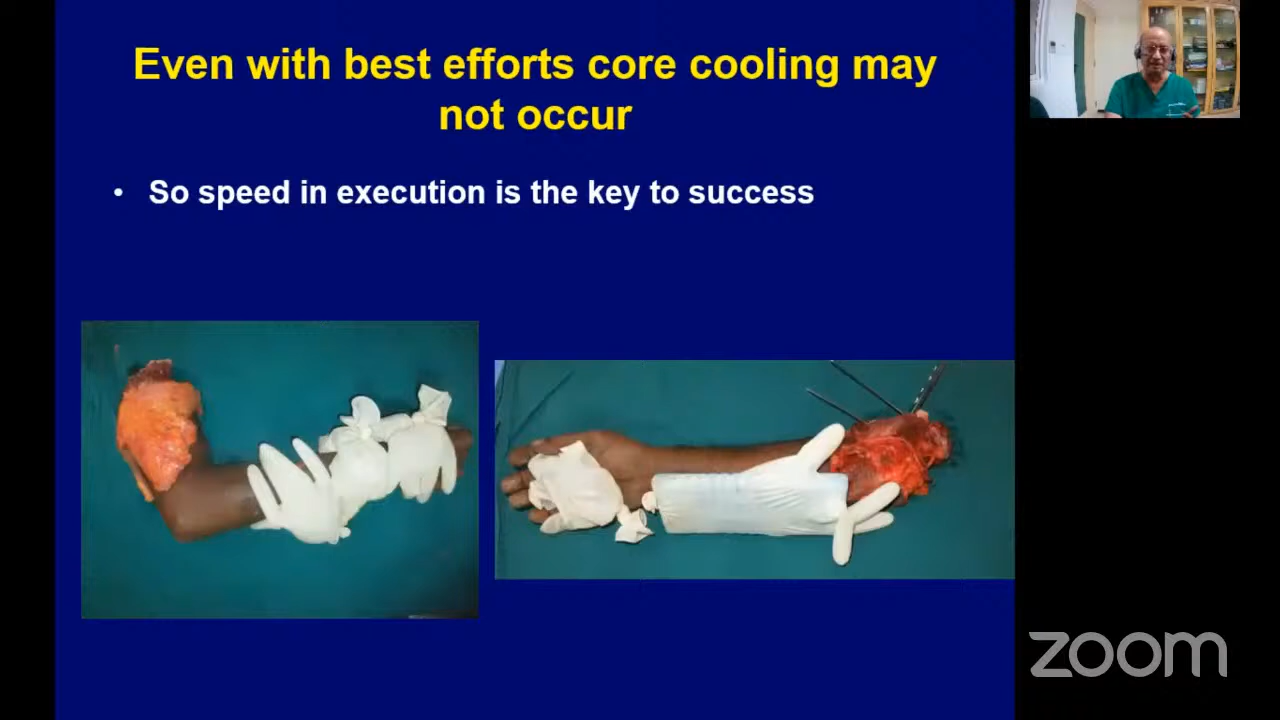 Even with best efforts core cooling may
not occur
• So speed in execution is the key to success
zoom